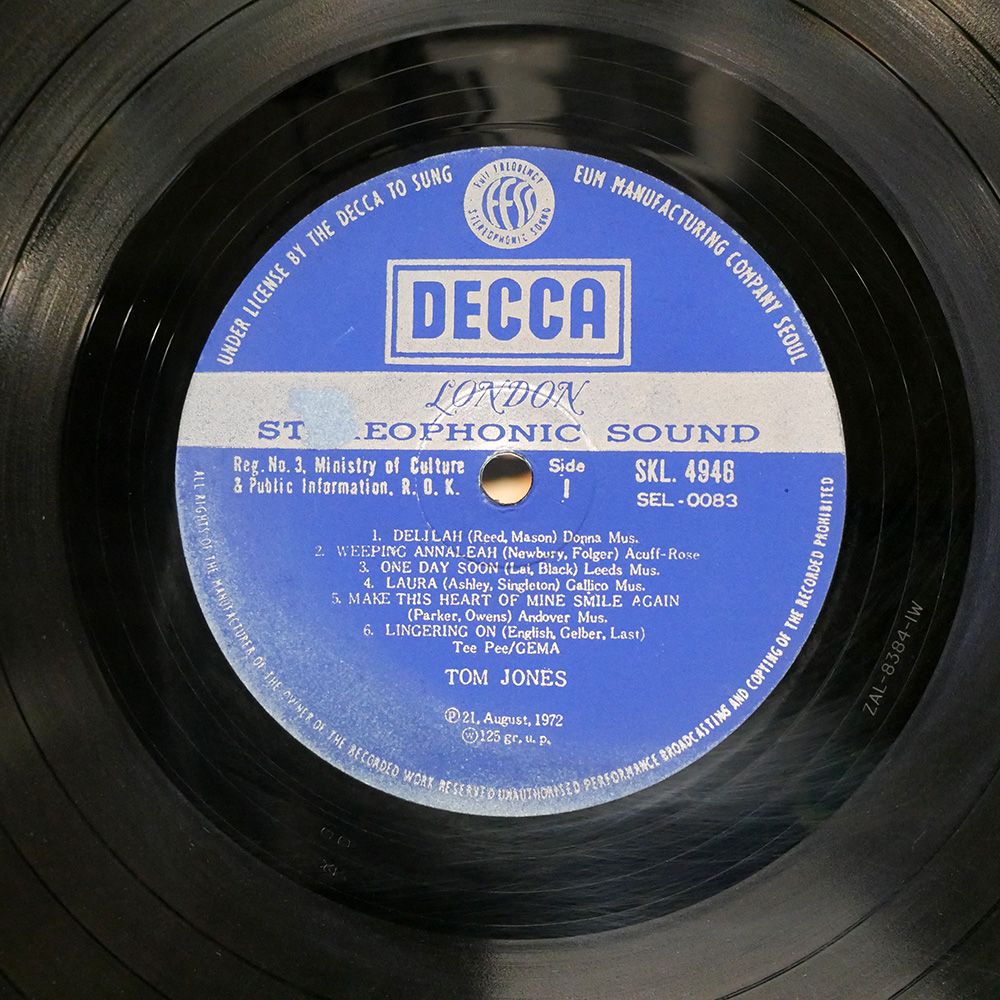 UNDER LICENSE BY THE DECCA TO SUNG EUM MANUFACTURING COMPANY SEOUL
Full FREQUENCY
FFSS
STEREOPHONIC SOUND
DECCA
LONDON
STEREOPHONIC SOUND
Reg. No. 3, Ministry of Culture
& Public Information, R. O. K.
Side
1
SKL. 4946
SEL-0083
1. DELILAH (Reed, Mason) Donna Mus.
2. WEEPING ANNALEAH (Newbury, Folger) Acuff-Rose
3. ONE DAY SOON (Lai, Black) Leeds Mus.
4. LAURA (Ashley, Singleton) Gallico Mus.
5. MAKE THIS HEART OF MINE SMILE AGAIN
(Parker, Owens) Andover Mus.
6. LINGERING ON (English, Gelber, Last)
Tee Pee/GEMA
TOM JONES
Ⓟ 21, August, 1972
Ⓦ 125 gr, u. p.
ALL RIGHTS OF THE MANUFACTURER OF THE OWNER OF THE RECORDED WORK RESERVED UNAUTHORISED PERFORMANCE BROADCASTING AND COPYING OF THE RECORDED PROHIBITED
ZAL-8384-1W